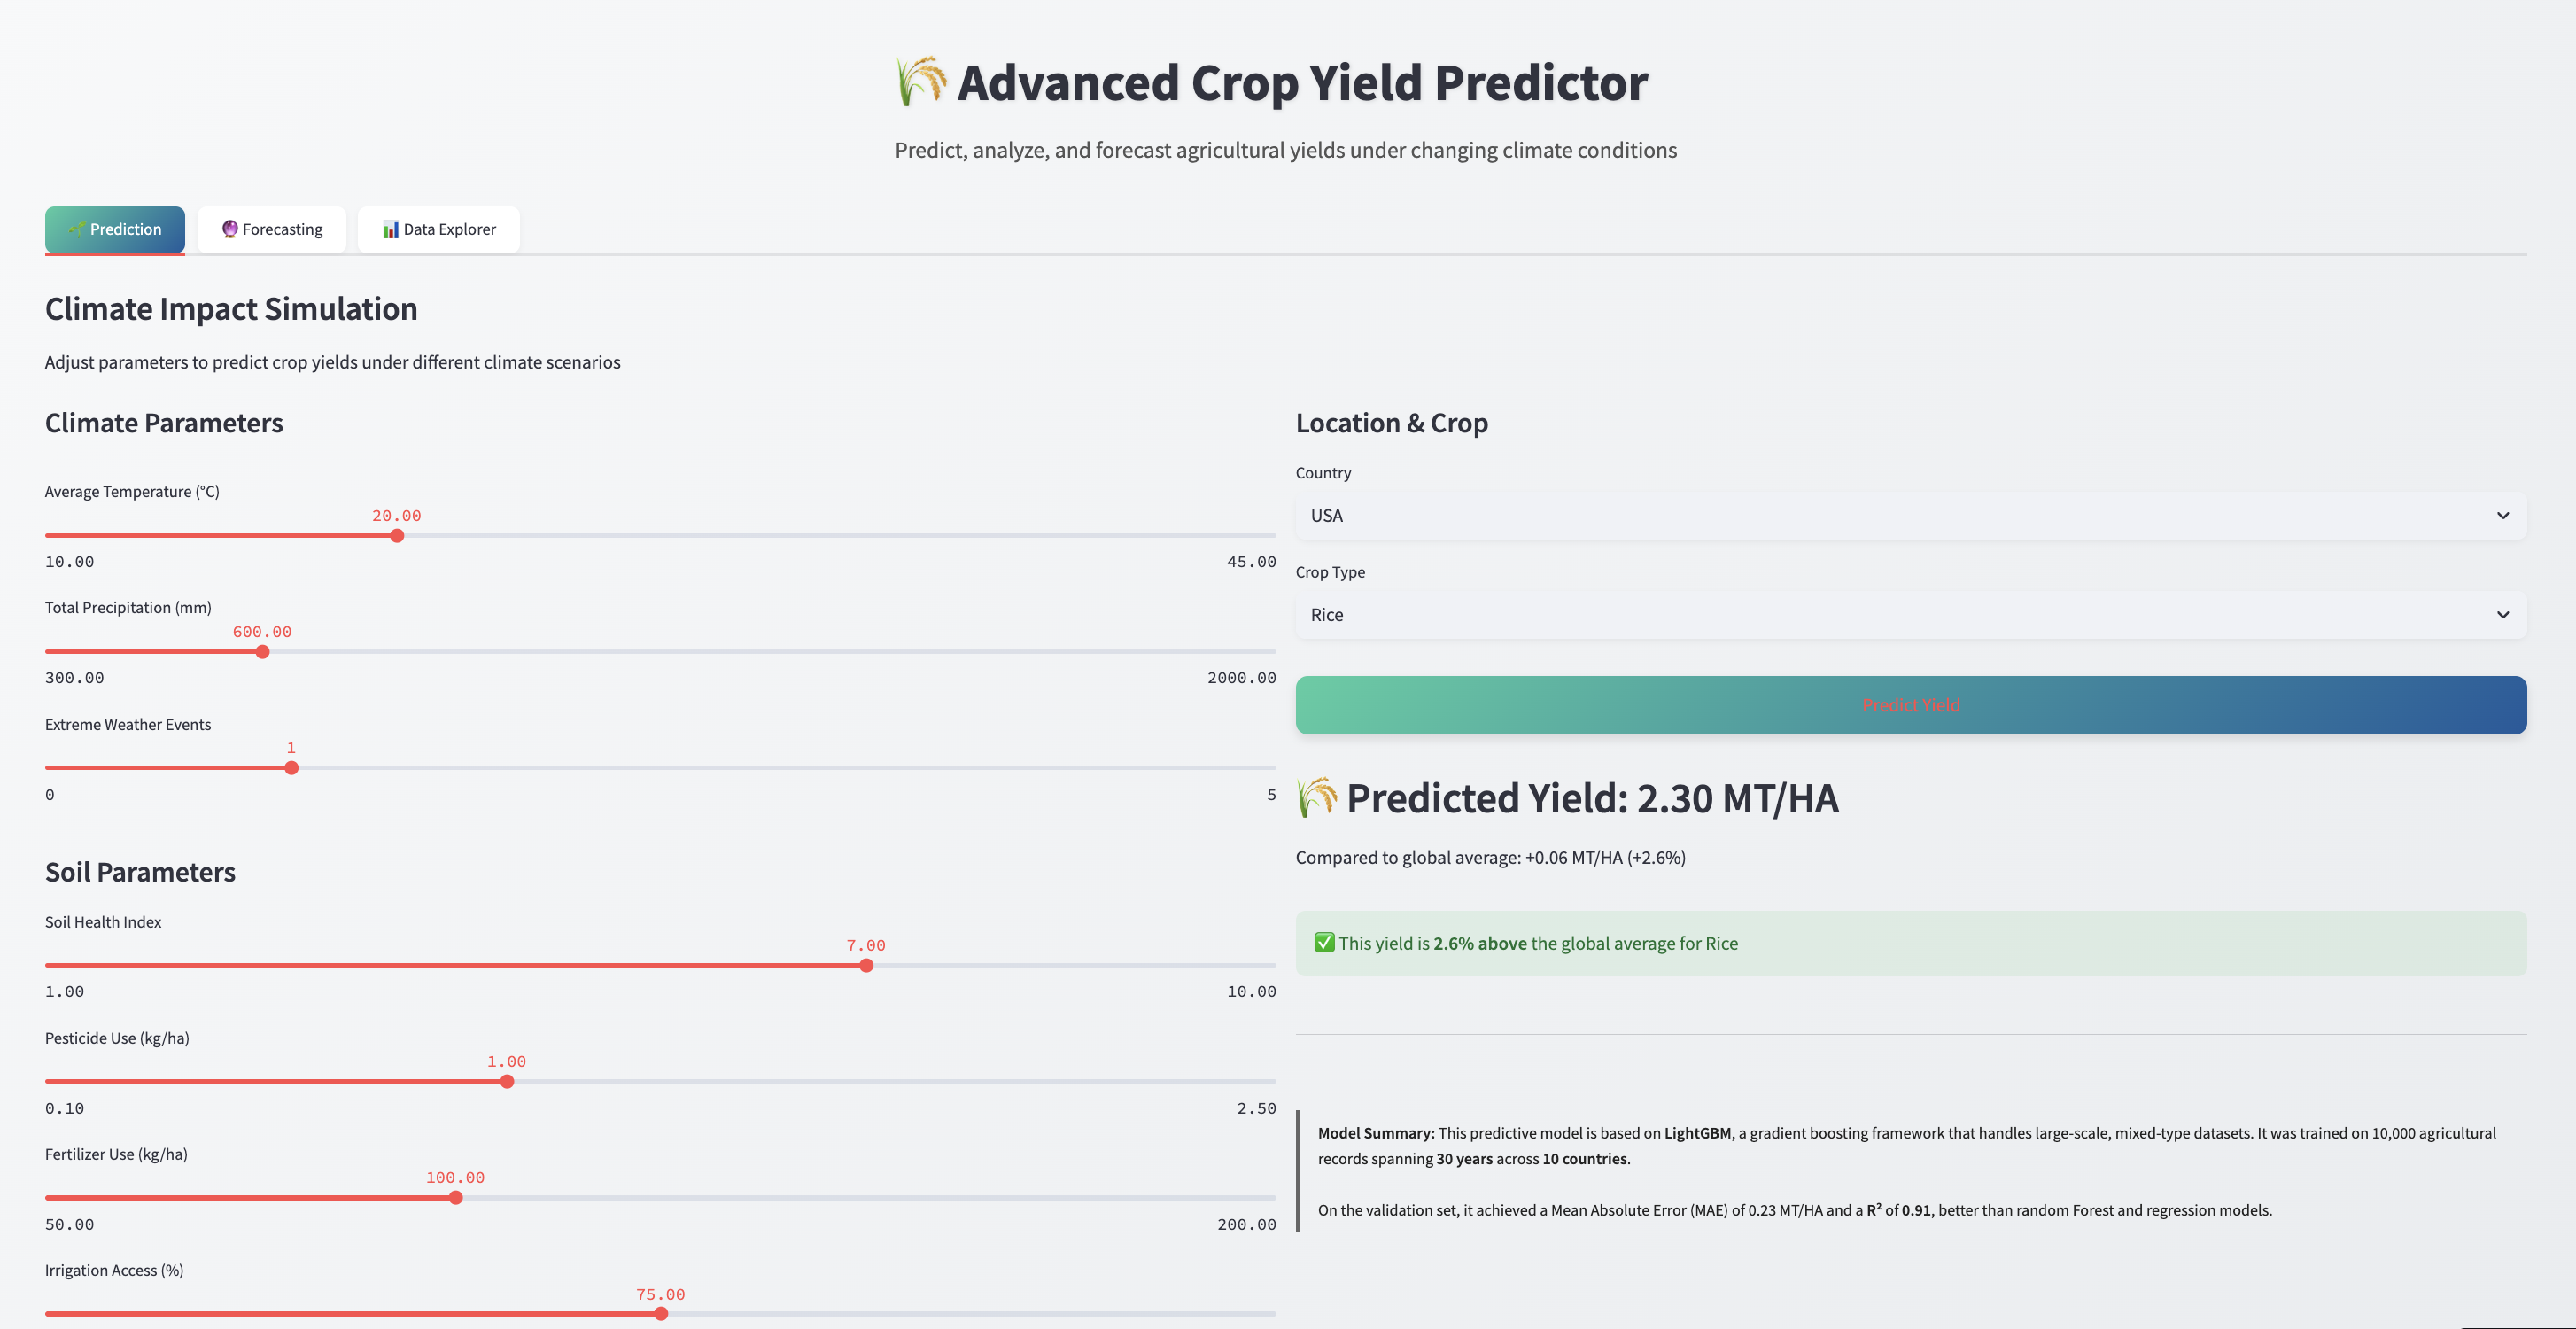 Advanced Crop Yield Predictor
Predict, analyze, and forecast agricultural yields under changing climate conditions
Prediction
Forecasting
Data Explorer
Climate Impact Simulation
Adjust parameters to predict crop yields under different climate scenarios
Climate Parameters
Average Temperature (°C)
20.00
10.00
45.00
Total Precipitation (mm)
600.00
300.00
2000.00
Extreme Weather Events
1
0
5
Soil Parameters
Soil Health Index
7.00
1.00
10.00
Pesticide Use (kg/ha)
1.00
0.10
2.50
Fertilizer Use (kg/ha)
100.00
50.00
200.00
Irrigation Access (%)
75.00
Location & Crop
Country
USA
Crop Type
Rice
Predict Yield
Predicted Yield: 2.30 MT/HA
Compared to global average: +0.06 MT/HA (+2.6%)
✅ This yield is 2.6% above the global average for Rice
Model Summary: This predictive model is based on LightGBM, a gradient boosting framework that handles large-scale, mixed-type datasets. It was trained on 10,000 agricultural
records spanning 30 years across 10 countries.
On the validation set, it achieved a Mean Absolute Error (MAE) of 0.23 MT/HA and a R² of 0.91, better than random Forest and regression models.